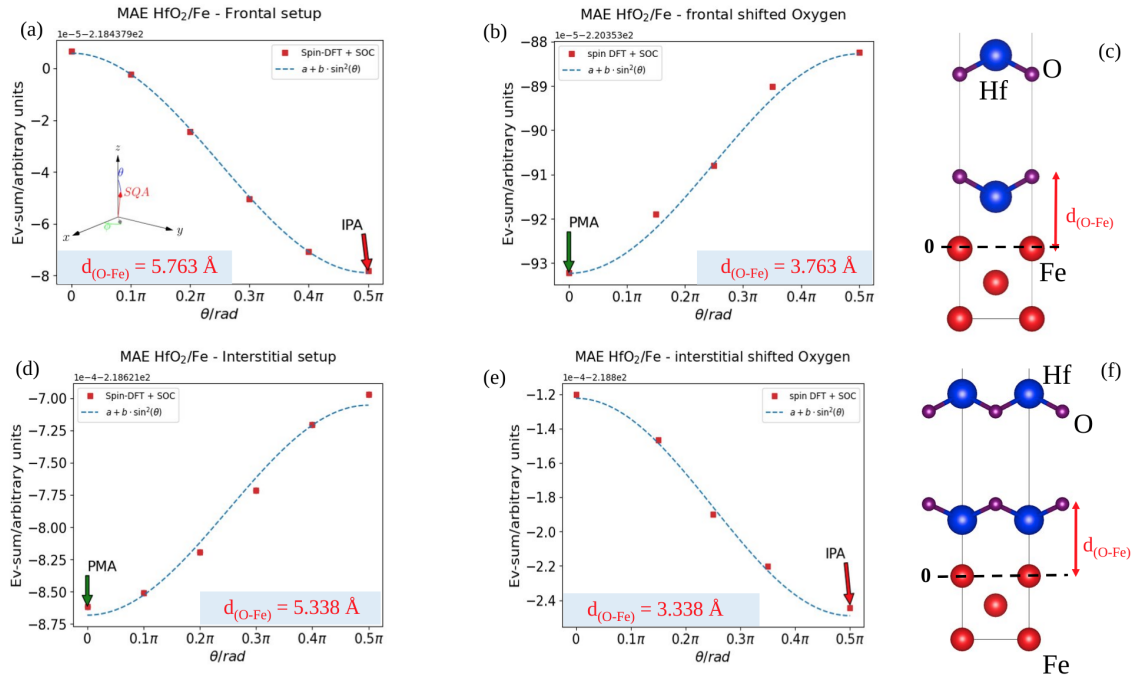 (a)
MAE HfO₂/Fe - Frontal setup
1e−5−2.184379e2
Spin-DFT + SOC
a + b · sin²(θ)
0
−2
−4
−6
−8
Ev-sum/arbitrary units
z
θ
SQA
x
ϕ
y
IPA
d(O-Fe) = 5.763 Å
0
0.1π
0.2π
0.3π
0.4π
0.5π
θ/rad
(b)
MAE HfO₂/Fe - frontal shifted Oxygen
1e−5−2.20353e2
spin DFT + SOC
a + b · sin²(θ)
−88
−89
−90
−91
−92
−93
Ev-sum/arbitrary units
PMA
d(O-Fe) = 3.763 Å
0
0.1π
0.2π
0.3π
0.4π
0.5π
θ/rad
(c)
O
Hf
d(O-Fe)
0
Fe
(d)
MAE HfO₂/Fe - Interstitial setup
1e−4−2.18621e2
Spin-DFT + SOC
a + b · sin²(θ)
−7.00
−7.25
−7.50
−7.75
−8.00
−8.25
−8.50
−8.75
Ev-sum/arbitrary units
PMA
d(O-Fe) = 5.338 Å
0
0.1π
0.2π
0.3π
0.4π
0.5π
θ/rad
(e)
MAE HfO₂/Fe - interstitial shifted Oxygen
1e−4−2.188e2
spin DFT + SOC
a + b · sin²(θ)
−1.2
−1.4
−1.6
−1.8
−2.0
−2.2
−2.4
Ev-sum/arbitrary units
IPA
d(O-Fe) = 3.338 Å
0
0.1π
0.2π
0.3π
0.4π
0.5π
θ/rad
(f)
Hf
O
d(O-Fe)
0
Fe